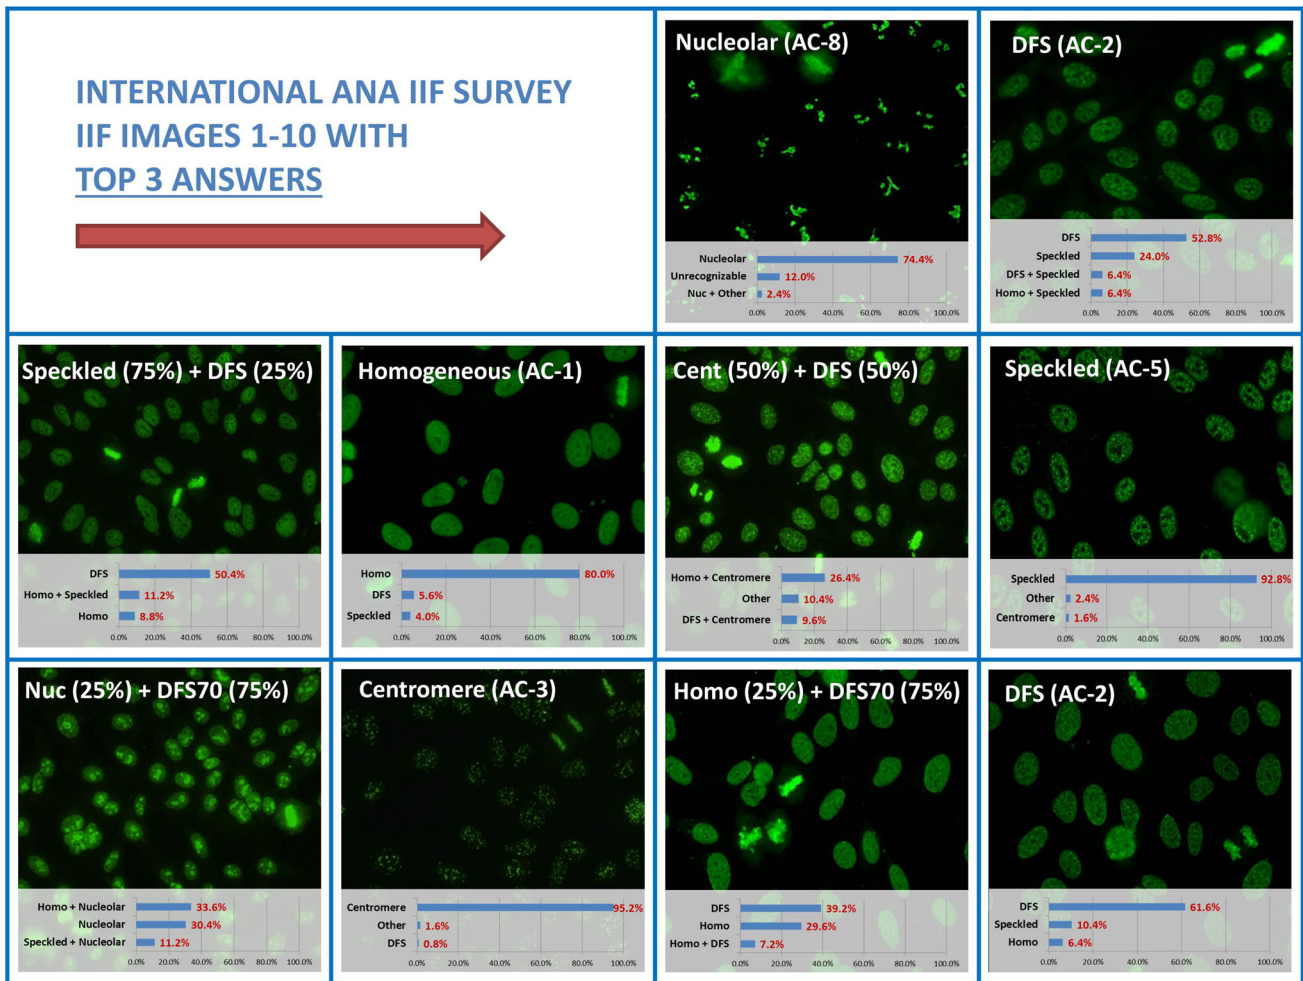 INTERNATIONAL ANA IIF SURVEY
IIF IMAGES 1-10 WITH
TOP 3 ANSWERS
Nucleolar (AC-8)
Nucleolar 74.4%
Unrecognizable 12.0%
Nuc + Other 2.4%
0.0% 20.0% 40.0% 60.0% 80.0% 100.0%
DFS (AC-2)
DFS 52.8%
Speckled 24.0%
DFS + Speckled 6.4%
Homo + Speckled 6.4%
0.0% 20.0% 40.0% 60.0% 80.0% 100.0%
Speckled (75%) + DFS (25%)
DFS 50.4%
Homo + Speckled 11.2%
Homo 8.8%
0.0% 20.0% 40.0% 60.0% 80.0% 100.0%
Homogeneous (AC-1)
Homo 80.0%
DFS 5.6%
Speckled 4.0%
0.0% 20.0% 40.0% 60.0% 80.0% 100.0%
Cent (50%) + DFS (50%)
Homo + Centromere 26.4%
Other 10.4%
DFS + Centromere 9.6%
0.0% 20.0% 40.0% 60.0% 80.0% 100.0%
Speckled (AC-5)
Speckled 92.8%
Other 2.4%
Centromere 1.6%
0.0% 20.0% 40.0% 60.0% 80.0% 100.0%
Nuc (25%) + DFS70 (75%)
Homo + Nucleolar 33.6%
Nucleolar 30.4%
Speckled + Nucleolar 11.2%
0.0% 20.0% 40.0% 60.0% 80.0% 100.0%
Centromere (AC-3)
Centromere 95.2%
Other 1.6%
DFS 0.8%
0.0% 20.0% 40.0% 60.0% 80.0% 100.0%
Homo (25%) + DFS70 (75%)
DFS 39.2%
Homo 29.6%
Homo + DFS 7.2%
0.0% 20.0% 40.0% 60.0% 80.0% 100.0%
DFS (AC-2)
DFS 61.6%
Speckled 10.4%
Homo 6.4%
0.0% 20.0% 40.0% 60.0% 80.0% 100.0%